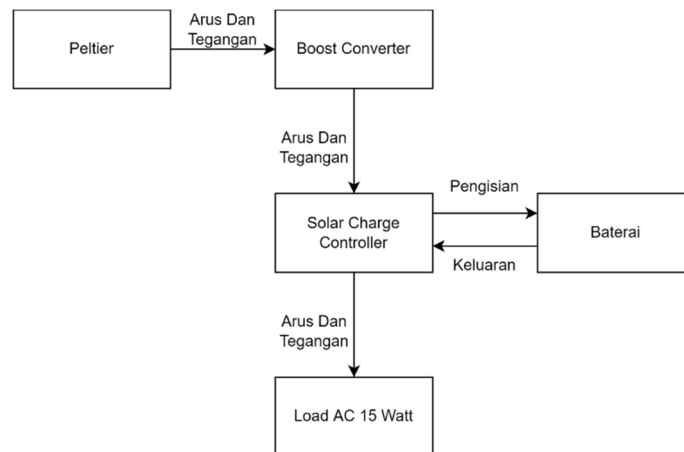 Arus Dan
Tegangan
Peltier
Boost Converter
Arus Dan
Tegangan
Pengisian
Solar Charge
Controller
Baterai
Keluaran
Arus Dan
Tegangan
Load AC 15 Watt